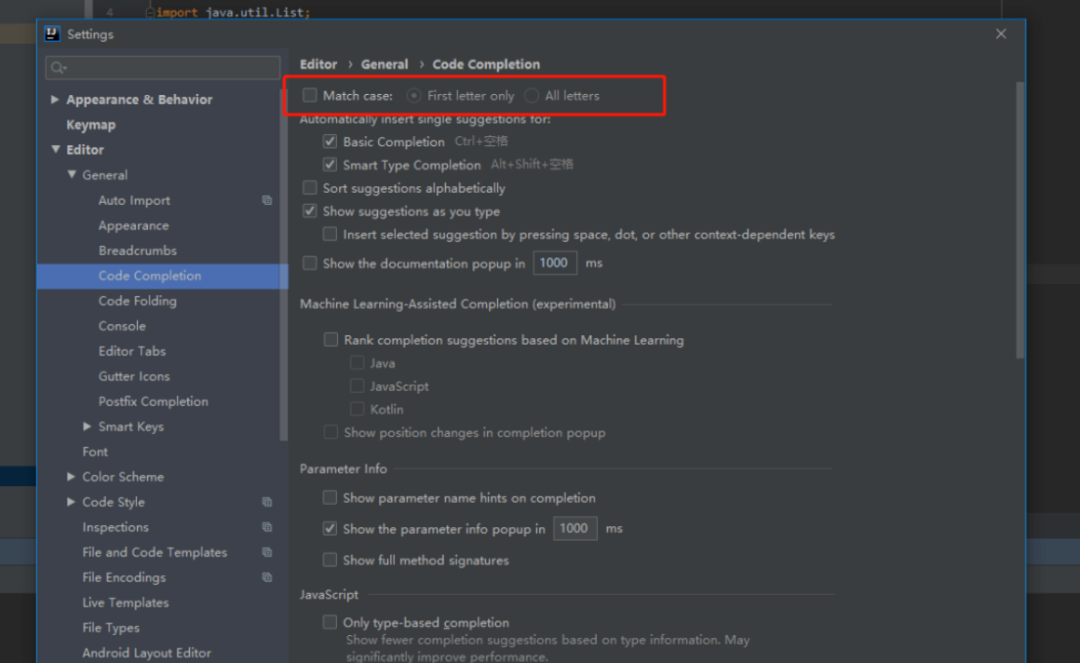 4 import java.util.List;
Settings
Appearance & Behavior
Keymap
Editor
General
Auto Import
Appearance
Breadcrumbs
Code Completion
Code Folding
Console
Editor Tabs
Gutter Icons
Postfix Completion
Smart Keys
Font
Color Scheme
Code Style
Inspections
File and Code Templates
File Encodings
Live Templates
File Types
Android Layout Editor
Editor › General › Code Completion
Match case: First letter only All letters
Automatically insert single suggestions for:
Basic Completion Ctrl+空格
Smart Type Completion Alt+Shift+空格
Sort suggestions alphabetically
Show suggestions as you type
Insert selected suggestion by pressing space, dot, or other context-dependent keys
Show the documentation popup in 1000 ms
Machine Learning-Assisted Completion (experimental)
Rank completion suggestions based on Machine Learning
Java
JavaScript
Kotlin
Show position changes in completion popup
Parameter Info
Show parameter name hints on completion
Show the parameter info popup in 1000 ms
Show full method signatures
JavaScript
Only type-based completion
Show fewer completion suggestions based on type information. May
significantly improve performance.